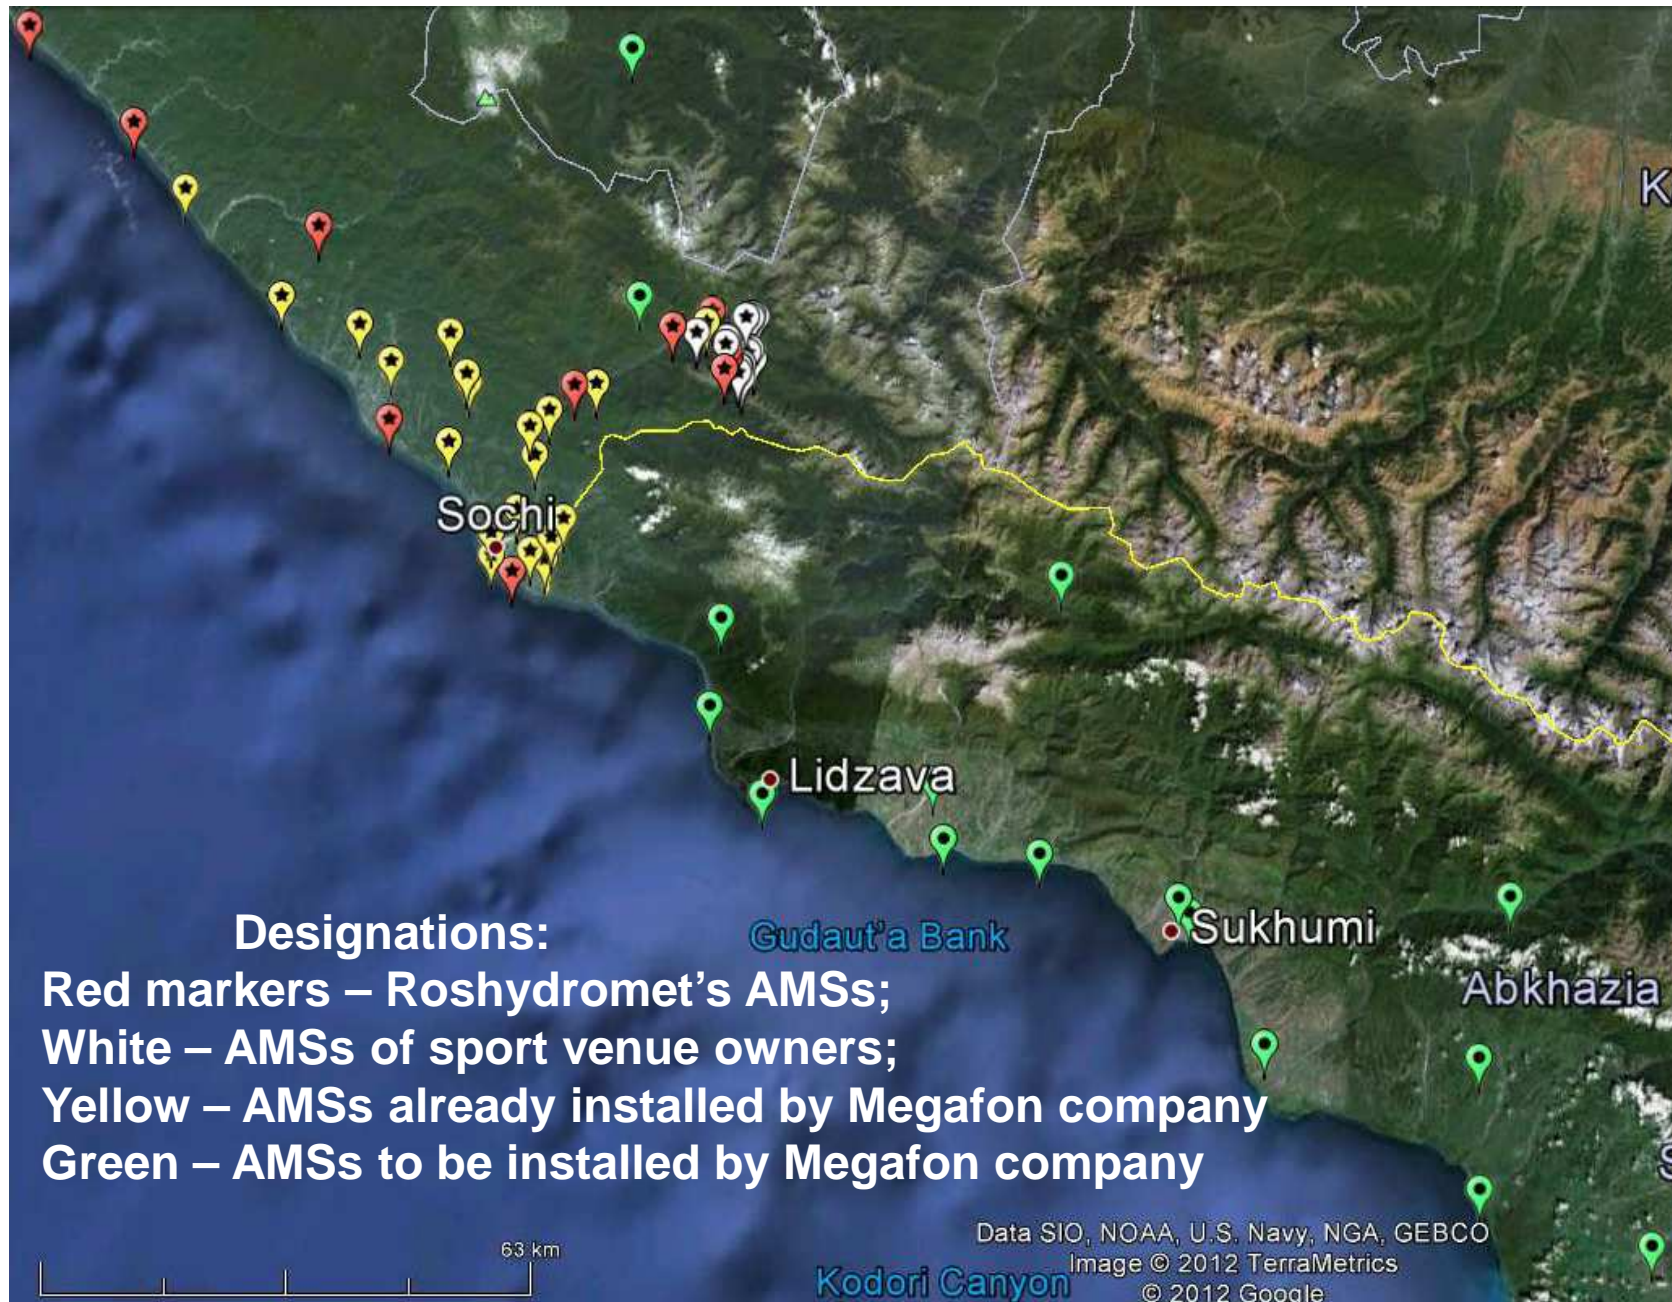 K
Sochi
Lidzava
Gudaut'a Bank
Sukhumi
Abkhazia
Designations:
Red markers – Roshydromet's AMSs;
White – AMSs of sport venue owners;
Yellow – AMSs already installed by Megafon company
Green – AMSs to be installed by Megafon company
S
63 km
Data SIO, NOAA, U.S. Navy, NGA, GEBCO
Image © 2012 TerraMetrics
© 2012 Google
Kodori Canyon